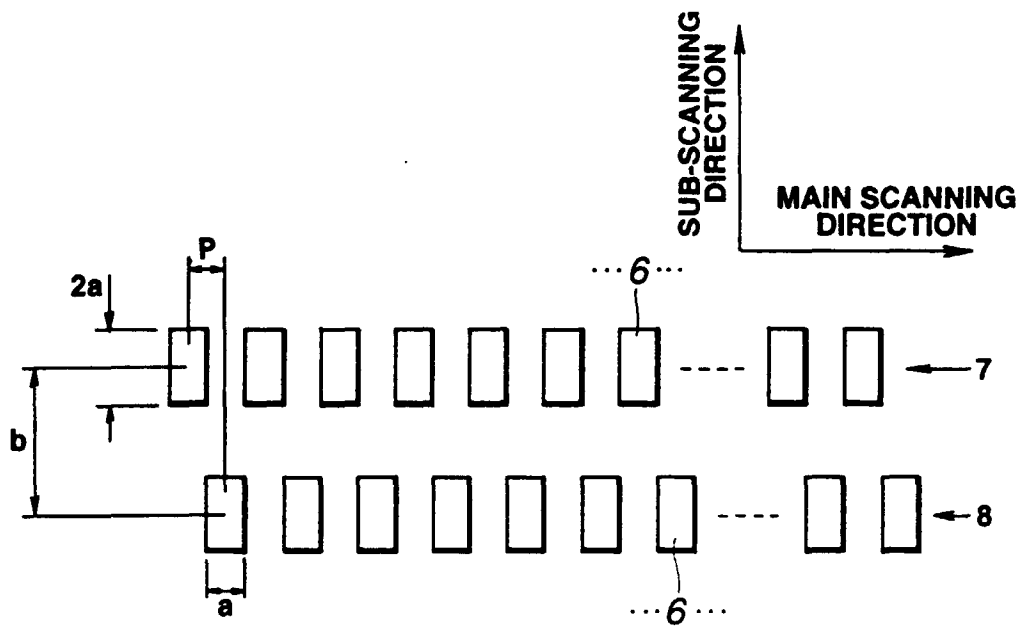 SUB-SCANNING
DIRECTION
MAIN SCANNING
DIRECTION
P
2a
...6...
7
b
8
a
...6...